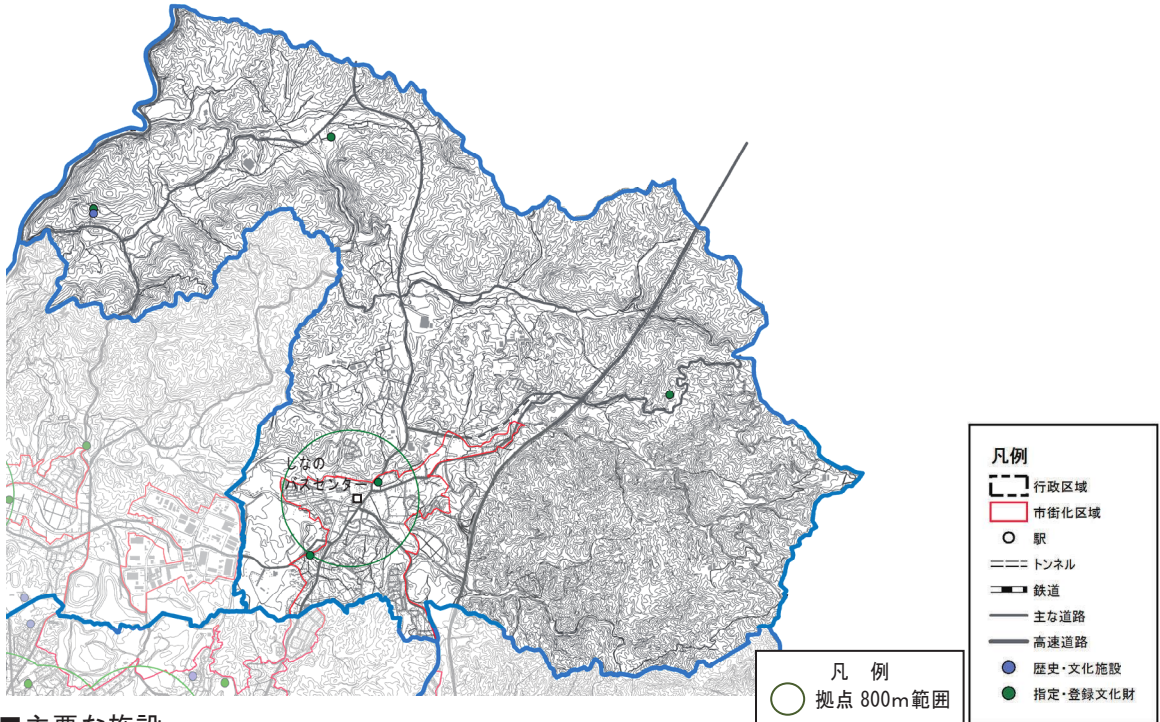 しなの
バスセンター
凡例
行政区域
市街化区域
駅
トンネル
鉄道
主な道路
高速道路
歴史・文化施設
指定・登録文化財
凡 例
拠点 800m範囲
■主要な施設